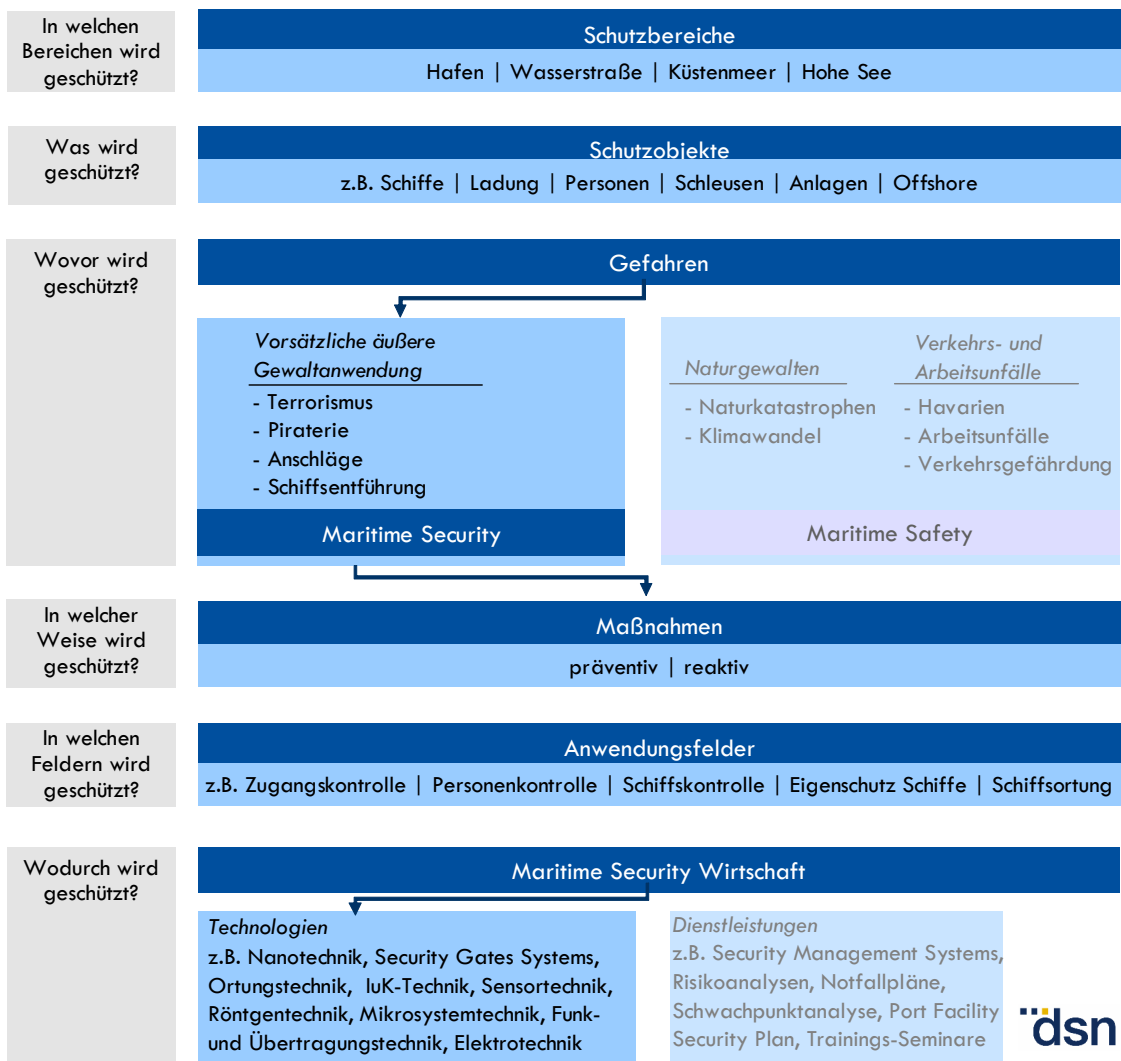 In welchen
Bereichen wird
geschützt?
Schutzbereiche
Hafen | Wasserstraße | Küstenmeer | Hohe See
Was wird
geschützt?
Schutzobjekte
z.B. Schiffe | Ladung | Personen | Schleusen | Anlagen | Offshore
Wovor wird
geschützt?
Gefahren
Vorsätzliche äußere
Gewaltanwendung
- Terrorismus
- Piraterie
- Anschläge
- Schiffsentführung
Maritime Security
Naturgewalten
- Naturkatastrophen
- Klimawandel
Verkehrs- und
Arbeitsunfälle
- Havarien
- Arbeitsunfälle
- Verkehrsgefährdung
Maritime Safety
In welcher
Weise wird
geschützt?
Maßnahmen
präventiv | reaktiv
In welchen
Feldern wird
geschützt?
Anwendungsfelder
z.B. Zugangskontrolle | Personenkontrolle | Schiffskontrolle | Eigenschutz Schiffe | Schiffsortung
Wodurch wird
geschützt?
Maritime Security Wirtschaft
Technologien
z.B. Nanotechnik, Security Gates Systems,
Ortungstechnik, IuK-Technik, Sensortechnik,
Röntgentechnik, Mikrosystemtechnik, Funk-
und Übertragungstechnik, Elektrotechnik
Dienstleistungen
z.B. Security Management Systems,
Risikoanalysen, Notfallpläne,
Schwachpunktanalyse, Port Facility
Security Plan, Trainings-Seminare
dsn